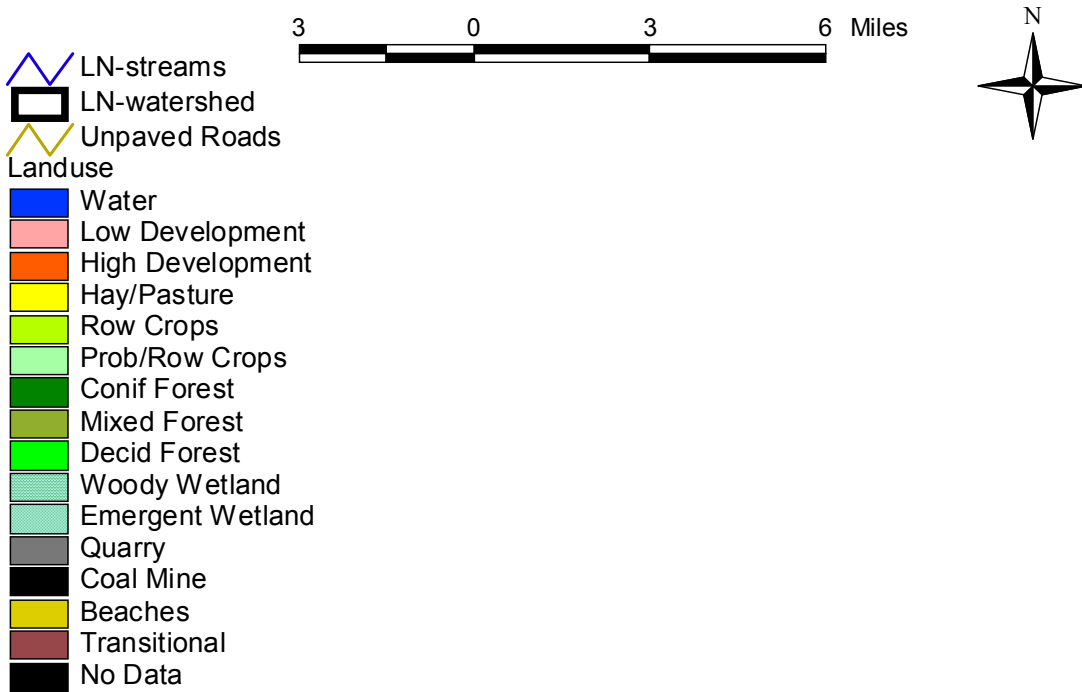 3 0 3 6 Miles
N
LN-streams
LN-watershed
Unpaved Roads
Landuse
Water
Low Development
High Development
Hay/Pasture
Row Crops
Prob/Row Crops
Conif Forest
Mixed Forest
Decid Forest
Woody Wetland
Emergent Wetland
Quarry
Coal Mine
Beaches
Transitional
No Data